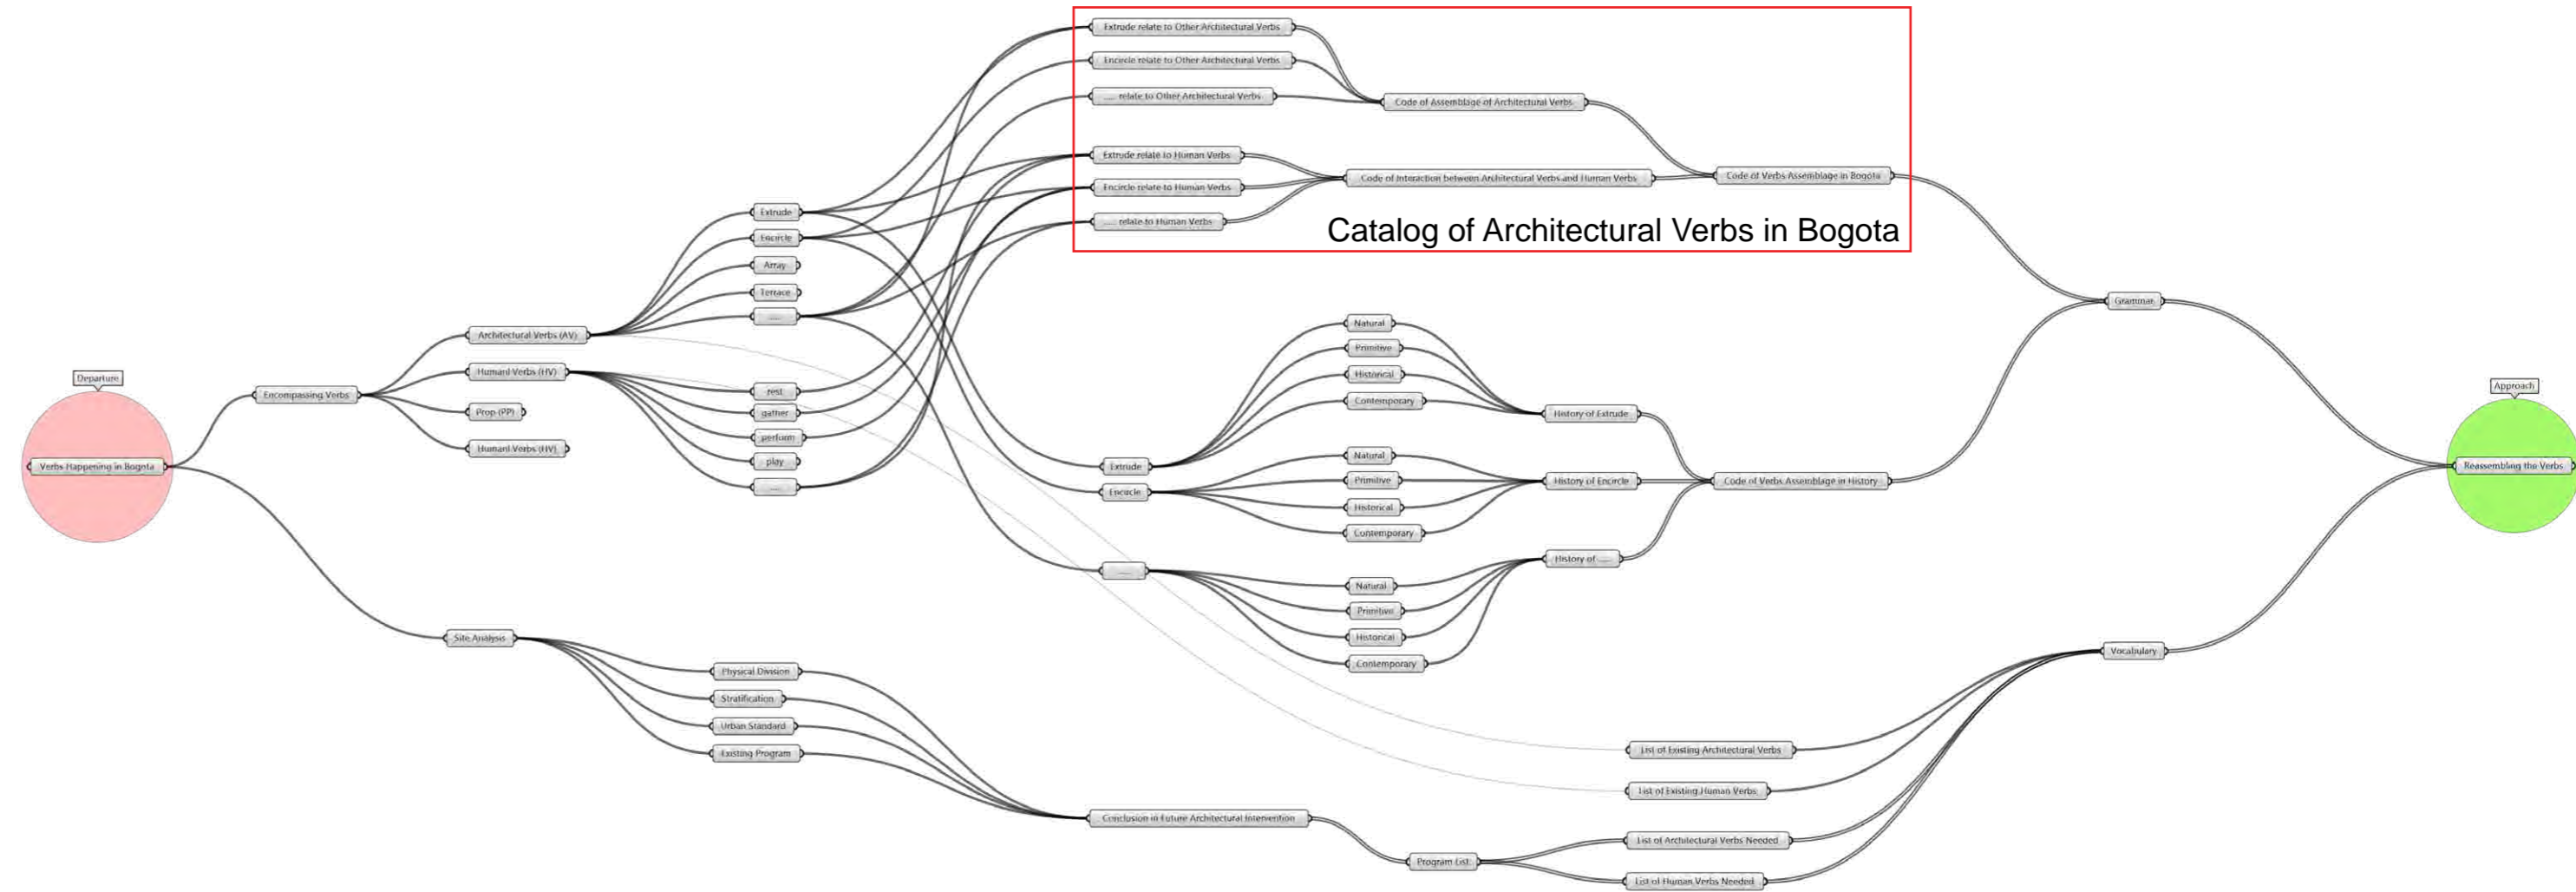 Departure
Verbs Happening in Bogota
Encompassing Verbs
Site Analysis
Architectural Verbs (AV)
Humanl Verbs (HV)
Prop (PP)
Humanl Verbs (HV)
Extrude
Encircle
Array
Terrace
......
rest
gather
perform
play
......
Physical Division
Stratification
Urban Standard
Existing Program
Extrude relate to Other Architectural Verbs
Encircle relate to Other Architectural Verbs
...... relate to Other Architectural Verbs
Extrude relate to Human Verbs
Encircle relate to Human Verbs
...... relate to Human Verbs
Code of Assemblage of Architectural Verbs
Code of Interaction between Architectural Verbs and Human Verbs
Code of Verbs Assemblage in Bogota
Catalog of Architectural Verbs in Bogota
Extrude
Encircle
......
Natural
Primitive
Historical
Contemporary
Natural
Primitive
Historical
Contemporary
Natural
Primitive
Historical
Contemporary
History of Extrude
History of Encircle
History of ......
Code of Verbs Assemblage in History
Conclusion in Future Architectural Intervention
Program List
List of Existing Architectural Verbs
List of Existing Human Verbs
List of Architectural Verbs Needed
List of Human Verbs Needed
Grammar
Vocabulary
Approach
Reassembling the Verbs